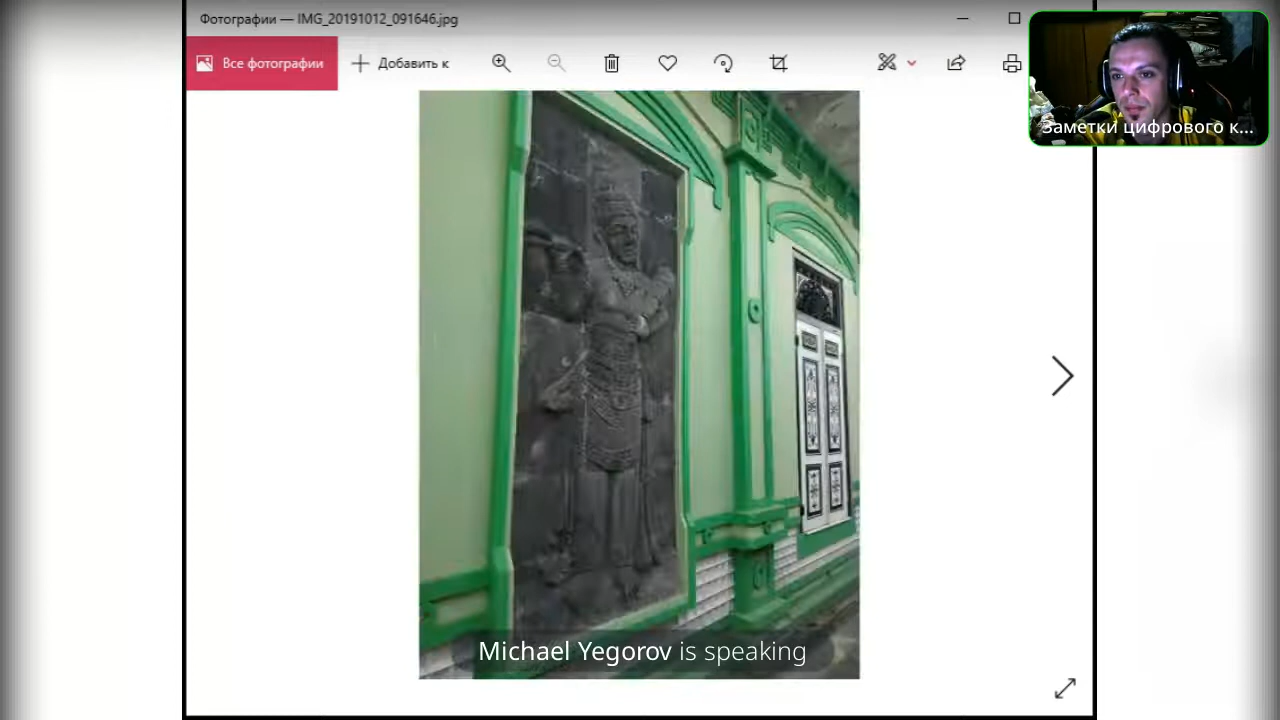 Фотографии — IMG_20191012_091646.jpg
Все фотографии
Добавить к
Заметки цифрового к...
Michael Yegorov is speaking